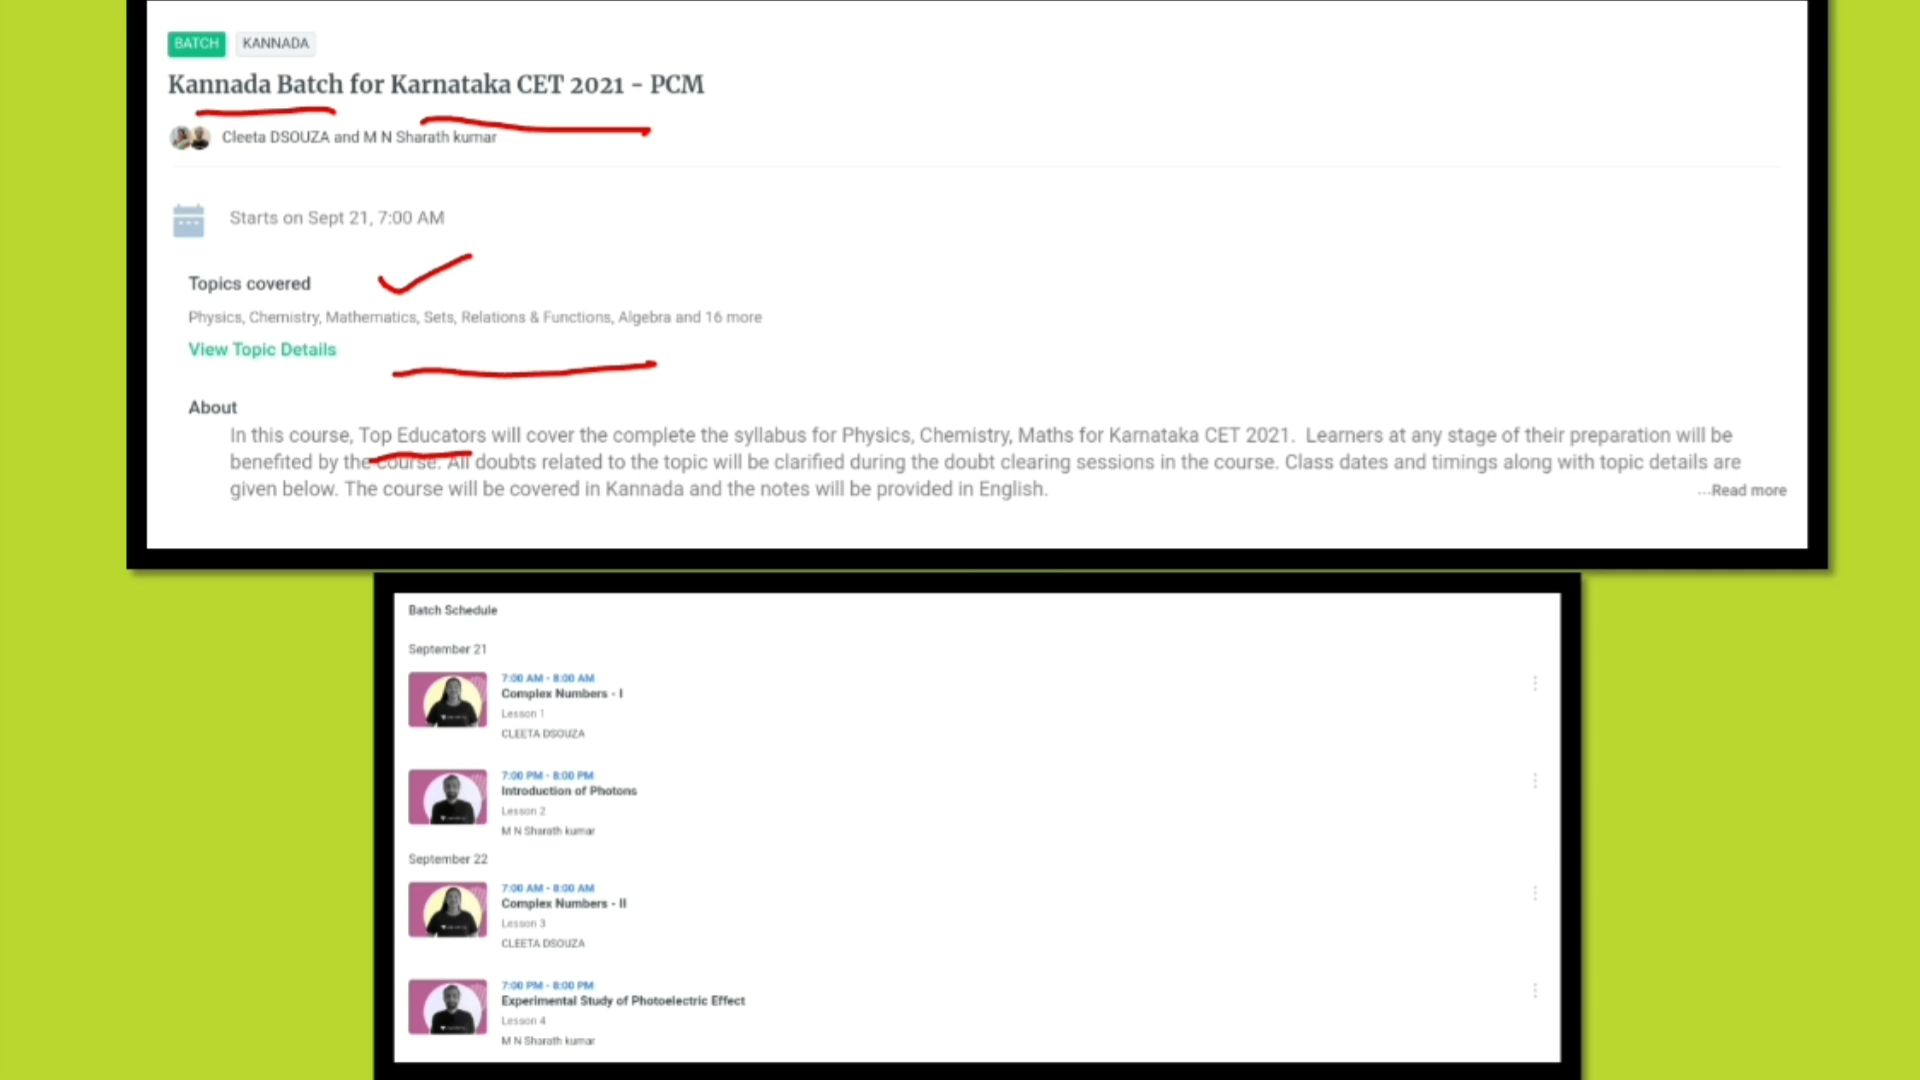 BATCH KANNADA
Kannada Batch for Karnataka CET 2021 - PCM
Cleeta DSOUZA and M N Sharath kumar
Starts on Sept 21, 7:00 AM
Topics covered
Physics, Chemistry, Mathematics, Sets, Relations & Functions, Algebra and 16 more
View Topic Details
About
In this course, Top Educators will cover the complete the syllabus for Physics, Chemistry, Maths for Karnataka CET 2021. Learners at any stage of their preparation will be
benefited by the course. All doubts related to the topic will be clarified during the doubt clearing sessions in the course. Class dates and timings along with topic details are
given below. The course will be covered in Kannada and the notes will be provided in English.
...Read more
Batch Schedule
September 21
7:00 AM - 8:00 AM
Complex Numbers - I
Lesson 1
CLEETA DSOUZA
7:00 PM - 8:00 PM
Introduction of Photons
Lesson 2
M N Sharath kumar
September 22
7:00 AM - 8:00 AM
Complex Numbers - II
Lesson 3
CLEETA DSOUZA
7:00 PM - 8:00 PM
Experimental Study of Photoelectric Effect
Lesson 4
M N Sharath kumar